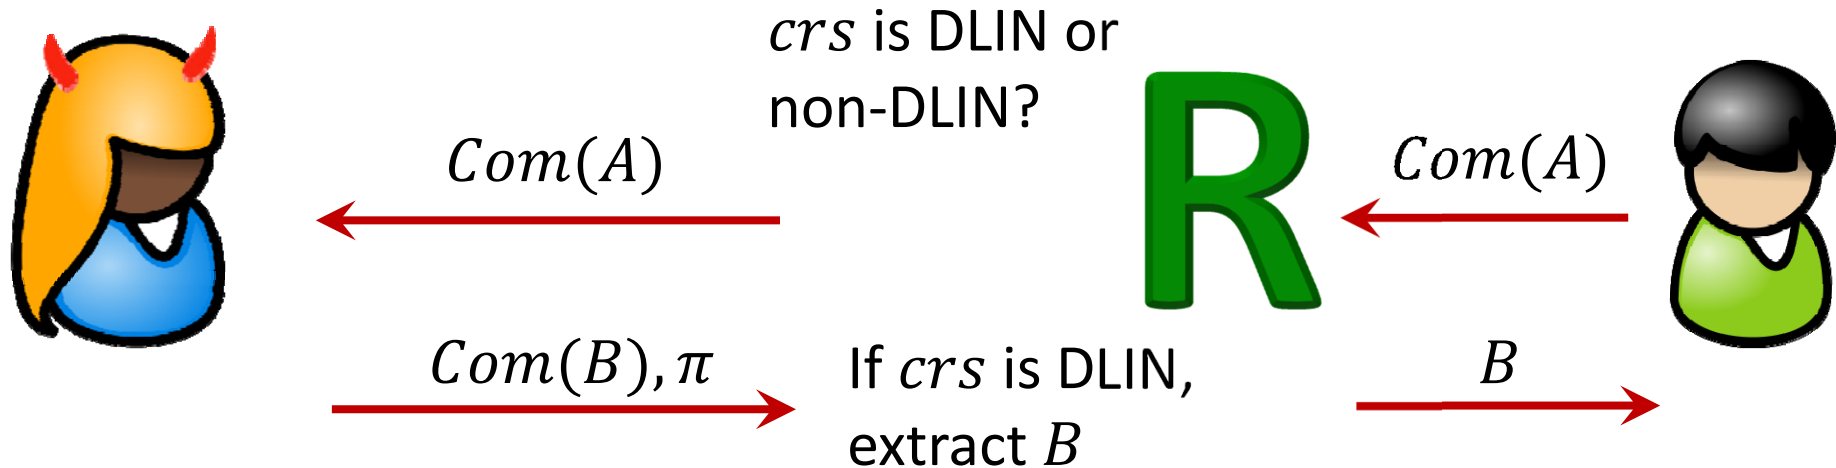 crs is DLIN or
non-DLIN?
Com(A)
R
Com(A)
Com(B), π
If crs is DLIN,
extract B
B